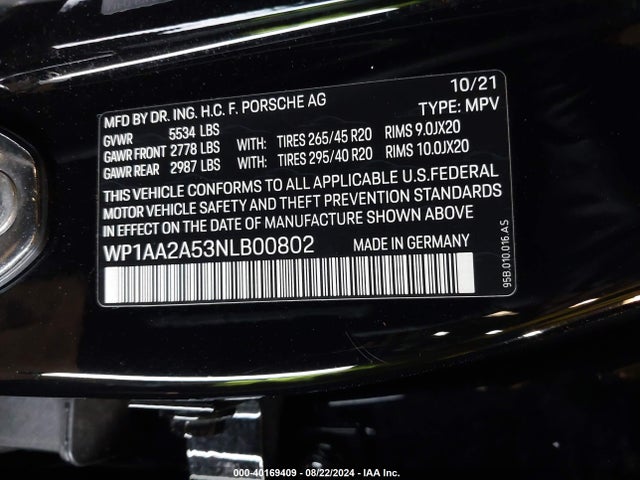 MFD BY DR. ING. H.C. F. PORSCHE AG 10/21
GVWR 5534 LBS TYPE: MPV
GAWR FRONT 2778 LBS WITH: TIRES 265/45 R20 RIMS 9.0JX20
GAWR REAR 2987 LBS WITH: TIRES 295/40 R20 RIMS 10.0JX20
THIS VEHICLE CONFORMS TO ALL APPLICABLE U.S.FEDERAL
MOTOR VEHICLE SAFETY AND THEFT PREVENTION STANDARDS
IN EFFECT ON THE DATE OF MANUFACTURE SHOWN ABOVE
WP1AA2A53NLB00802 MADE IN GERMANY
95B.010.016.AS
000-40169409 - 08/22/2024 - IAA Inc.